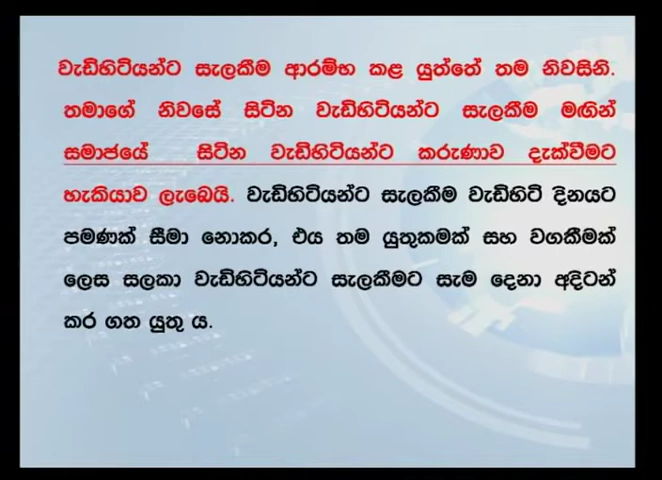 වැඩිහිටියන්ට සැලකීම ආරම්භ කළ යුත්තේ තම නිවසිනි.
තමාගේ නිවසේ සිටින වැඩිහිටියන්ට සැලකීම මඟින්
සමාජයේ සිටින වැඩිහිටියන්ට කරුණාව දැක්වීමට
හැකියාව ලැබෙයි. වැඩිහිටියන්ට සැලකීම වැඩිහිටි දිනයට
පමණක් සීමා නොකර, එය තම යුතුකමක් සහ වගකීමක්
ලෙස සලකා වැඩිහිටියන්ට සැලකීමට සැම දෙනා අදිටන්
කර ගත යුතු ය.